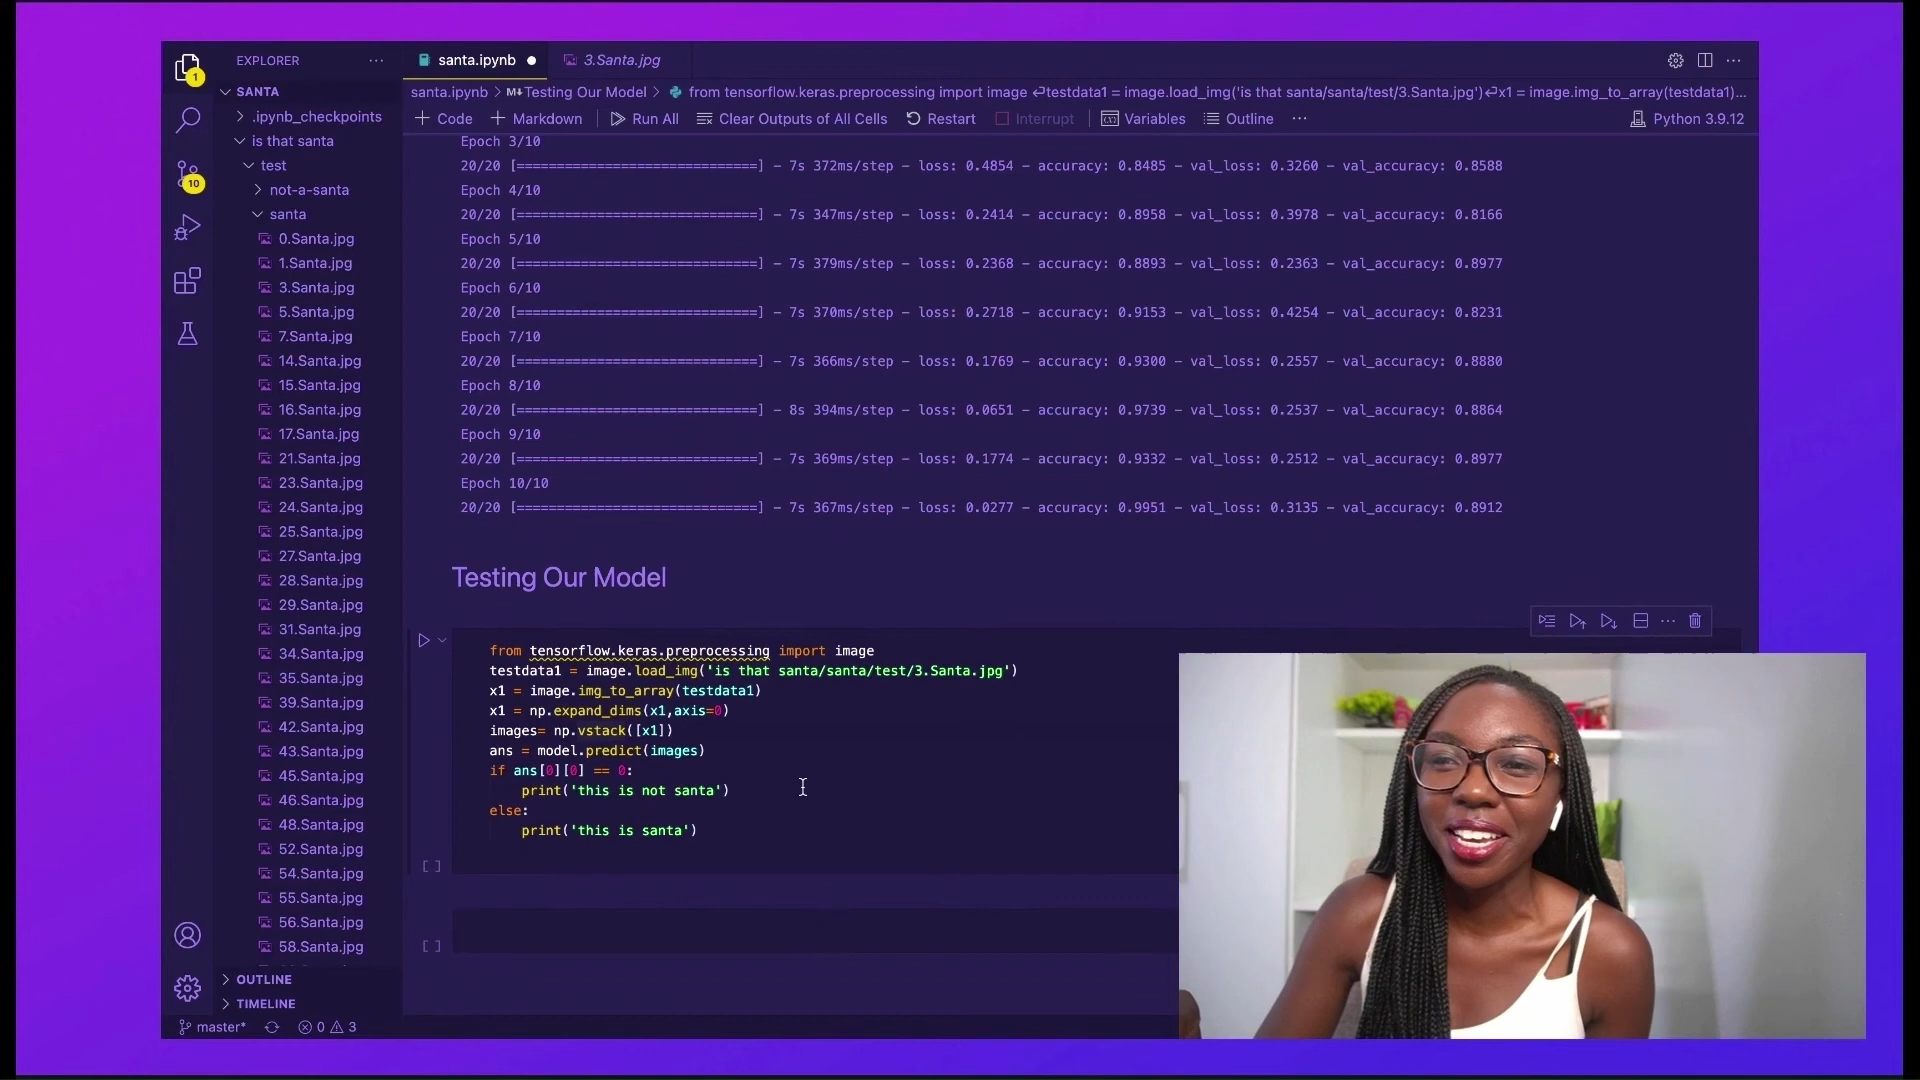 EXPLORER
SANTA
.ipynb_checkpoints
is that santa
test
not-a-santa
santa
0.Santa.jpg
1.Santa.jpg
3.Santa.jpg
5.Santa.jpg
7.Santa.jpg
14.Santa.jpg
15.Santa.jpg
16.Santa.jpg
17.Santa.jpg
21.Santa.jpg
23.Santa.jpg
24.Santa.jpg
25.Santa.jpg
27.Santa.jpg
28.Santa.jpg
29.Santa.jpg
31.Santa.jpg
34.Santa.jpg
35.Santa.jpg
39.Santa.jpg
42.Santa.jpg
43.Santa.jpg
45.Santa.jpg
46.Santa.jpg
48.Santa.jpg
52.Santa.jpg
54.Santa.jpg
55.Santa.jpg
56.Santa.jpg
58.Santa.jpg
OUTLINE
TIMELINE
1
10
master*
0 3
santa.ipynb 3.Santa.jpg
santa.ipynb > M↓Testing Our Model > from tensorflow.keras.preprocessing import image ↵testdata1 = image.load_img('is that santa/santa/test/3.Santa.jpg')↵x1 = image.img_to_array(testdata1)...
+ Code + Markdown Run All Clear Outputs of All Cells Restart Interrupt Variables Outline ... Python 3.9.12
Epoch 3/10
20/20 [==============================] - 7s 372ms/step - loss: 0.4854 - accuracy: 0.8485 - val_loss: 0.3260 - val_accuracy: 0.8588
Epoch 4/10
20/20 [==============================] - 7s 347ms/step - loss: 0.2414 - accuracy: 0.8958 - val_loss: 0.3978 - val_accuracy: 0.8166
Epoch 5/10
20/20 [==============================] - 7s 379ms/step - loss: 0.2368 - accuracy: 0.8893 - val_loss: 0.2363 - val_accuracy: 0.8977
Epoch 6/10
20/20 [==============================] - 7s 370ms/step - loss: 0.2718 - accuracy: 0.9153 - val_loss: 0.4254 - val_accuracy: 0.8231
Epoch 7/10
20/20 [==============================] - 7s 366ms/step - loss: 0.1769 - accuracy: 0.9300 - val_loss: 0.2557 - val_accuracy: 0.8880
Epoch 8/10
20/20 [==============================] - 8s 394ms/step - loss: 0.0651 - accuracy: 0.9739 - val_loss: 0.2537 - val_accuracy: 0.8864
Epoch 9/10
20/20 [==============================] - 7s 369ms/step - loss: 0.1774 - accuracy: 0.9332 - val_loss: 0.2512 - val_accuracy: 0.8977
Epoch 10/10
20/20 [==============================] - 7s 367ms/step - loss: 0.0277 - accuracy: 0.9951 - val_loss: 0.3135 - val_accuracy: 0.8912
Testing Our Model
from tensorflow.keras.preprocessing import image
testdata1 = image.load_img('is that santa/santa/test/3.Santa.jpg')
x1 = image.img_to_array(testdata1)
x1 = np.expand_dims(x1,axis=0)
images= np.vstack([x1])
ans = model.predict(images)
if ans[0][0] == 0:
print('this is not santa')
else:
print('this is santa')
[ ]
[ ]